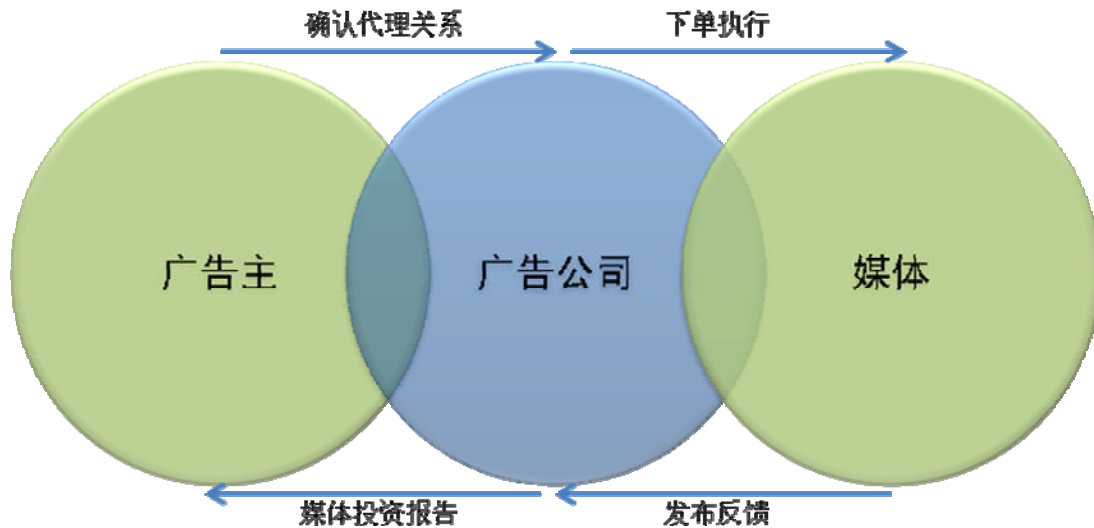 确认代理关系
下单执行
广告主
广告公司
媒体
媒体投资报告
发布反馈